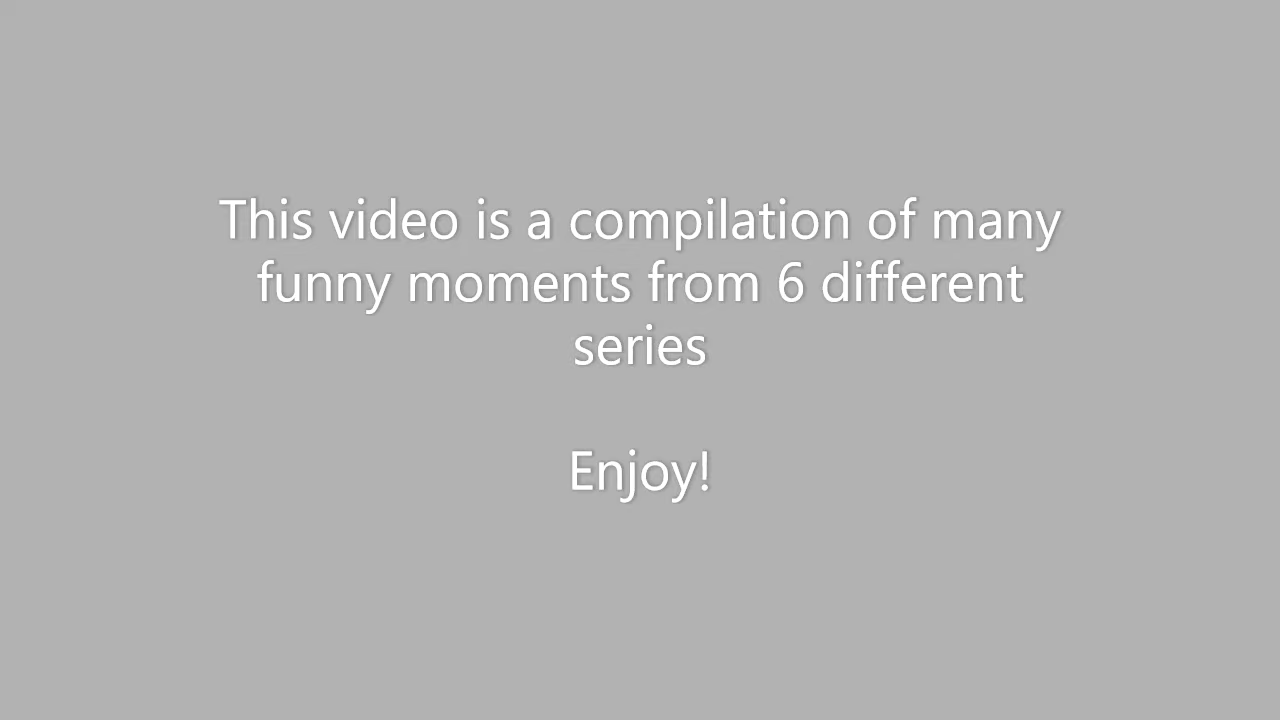 This video is a compilation of many
funny moments from 6 different
series
Enjoy!